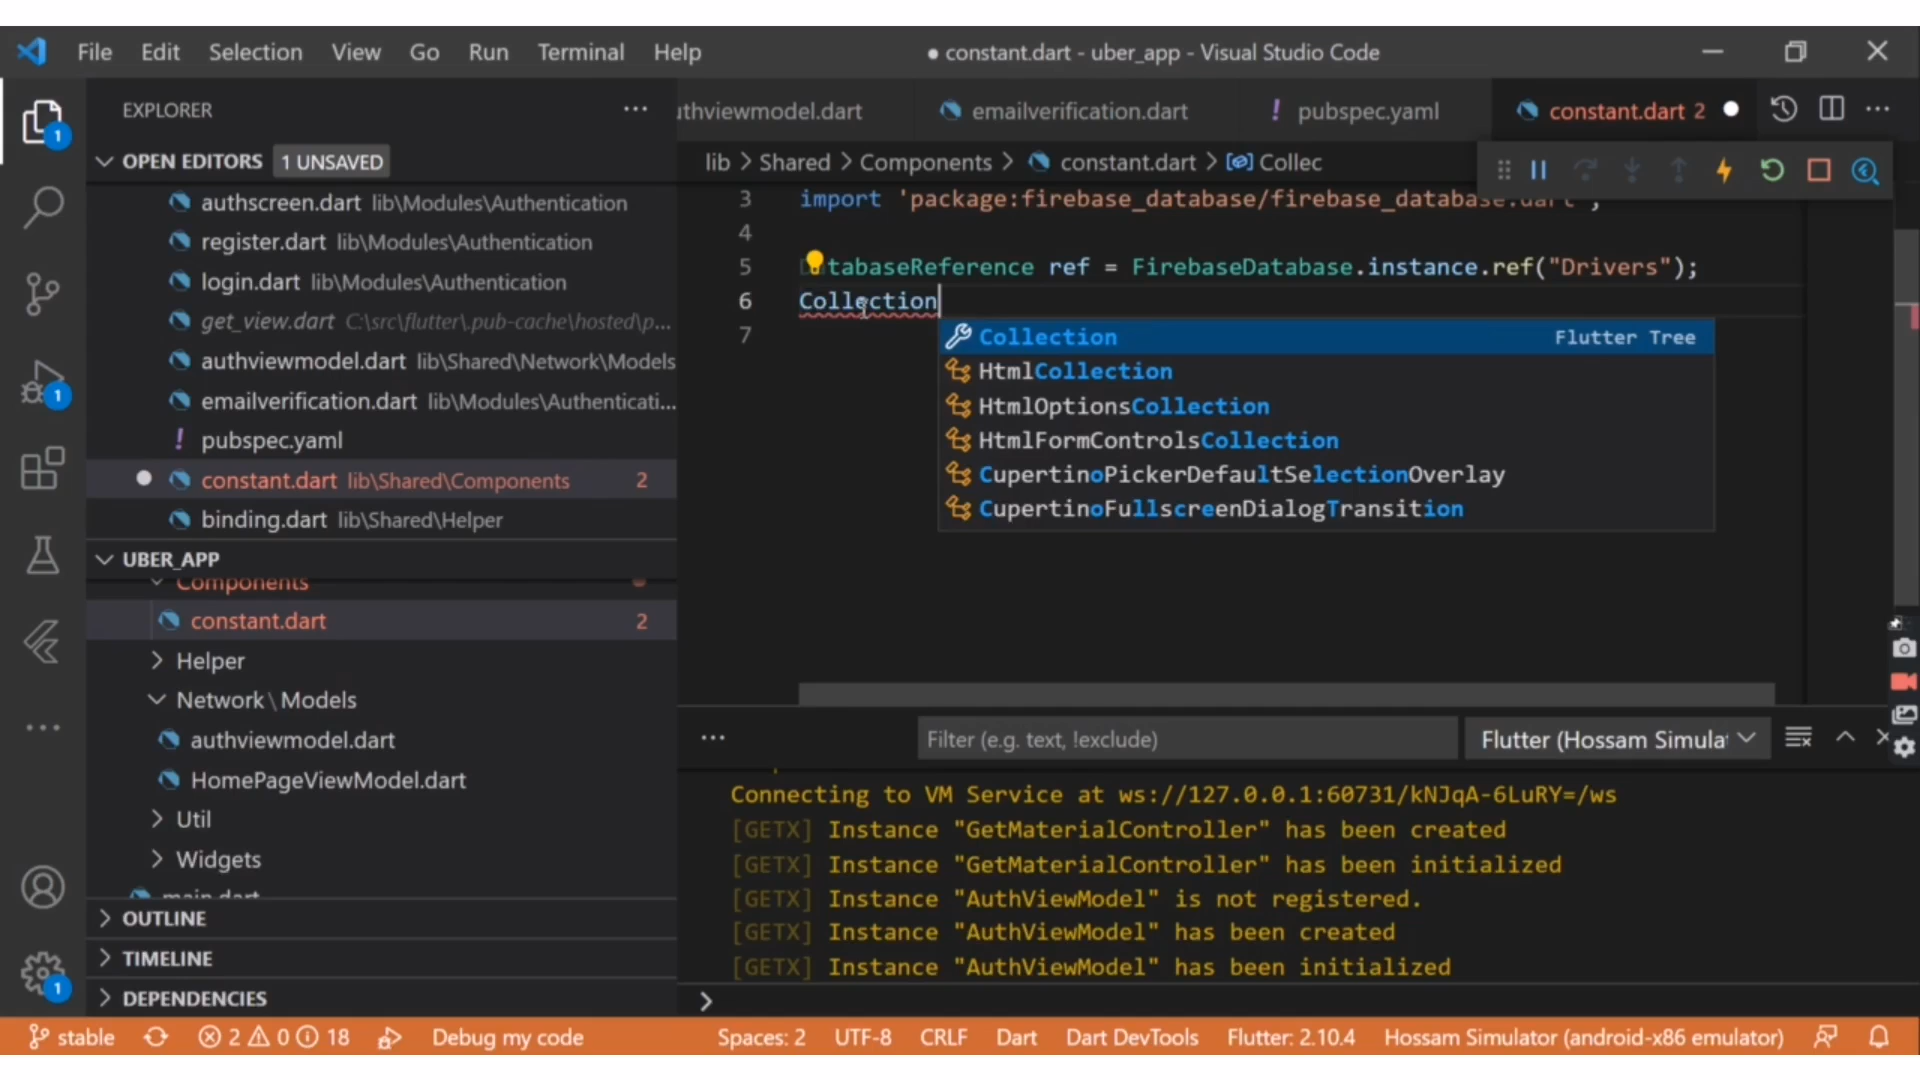 File Edit Selection View Go Run Terminal Help
● constant.dart - uber_app - Visual Studio Code
EXPLORER
uthviewmodel.dart emailverification.dart ! pubspec.yaml constant.dart 2
OPEN EDITORS 1 UNSAVED
lib > Shared > Components > constant.dart > Collec
authscreen.dart lib\Modules\Authentication
register.dart lib\Modules\Authentication
login.dart lib\Modules\Authentication
get_view.dart C:\src\flutter\.pub-cache\hosted\p...
authviewmodel.dart lib\Shared\Network\Models
emailverification.dart lib\Modules\Authenticati...
! pubspec.yaml
constant.dart lib\Shared\Components 2
binding.dart lib\Shared\Helper
UBER_APP
Components
constant.dart 2
Helper
Network\Models
authviewmodel.dart
HomePageViewModel.dart
Util
Widgets
main.dart
OUTLINE
TIMELINE
DEPENDENCIES
1
1
1
3 import 'package:firebase_database/firebase_database.dart';
4
5 DatabaseReference ref = FirebaseDatabase.instance.ref("Drivers");
6 Collection
7
Collection Flutter Tree
HtmlCollection
HtmlOptionsCollection
HtmlFormControlsCollection
CupertinoPickerDefaultSelectionOverlay
CupertinoFullscreenDialogTransition
Filter (e.g. text, !exclude) Flutter (Hossam Simula
Connecting to VM Service at ws://127.0.0.1:60731/kNJqA-6LuRY=/ws
[GETX] Instance "GetMaterialController" has been created
[GETX] Instance "GetMaterialController" has been initialized
[GETX] Instance "AuthViewModel" is not registered.
[GETX] Instance "AuthViewModel" has been created
[GETX] Instance "AuthViewModel" has been initialized
stable 2 0 18 Debug my code Spaces: 2 UTF-8 CRLF Dart Dart DevTools Flutter: 2.10.4 Hossam Simulator (android-x86 emulator)